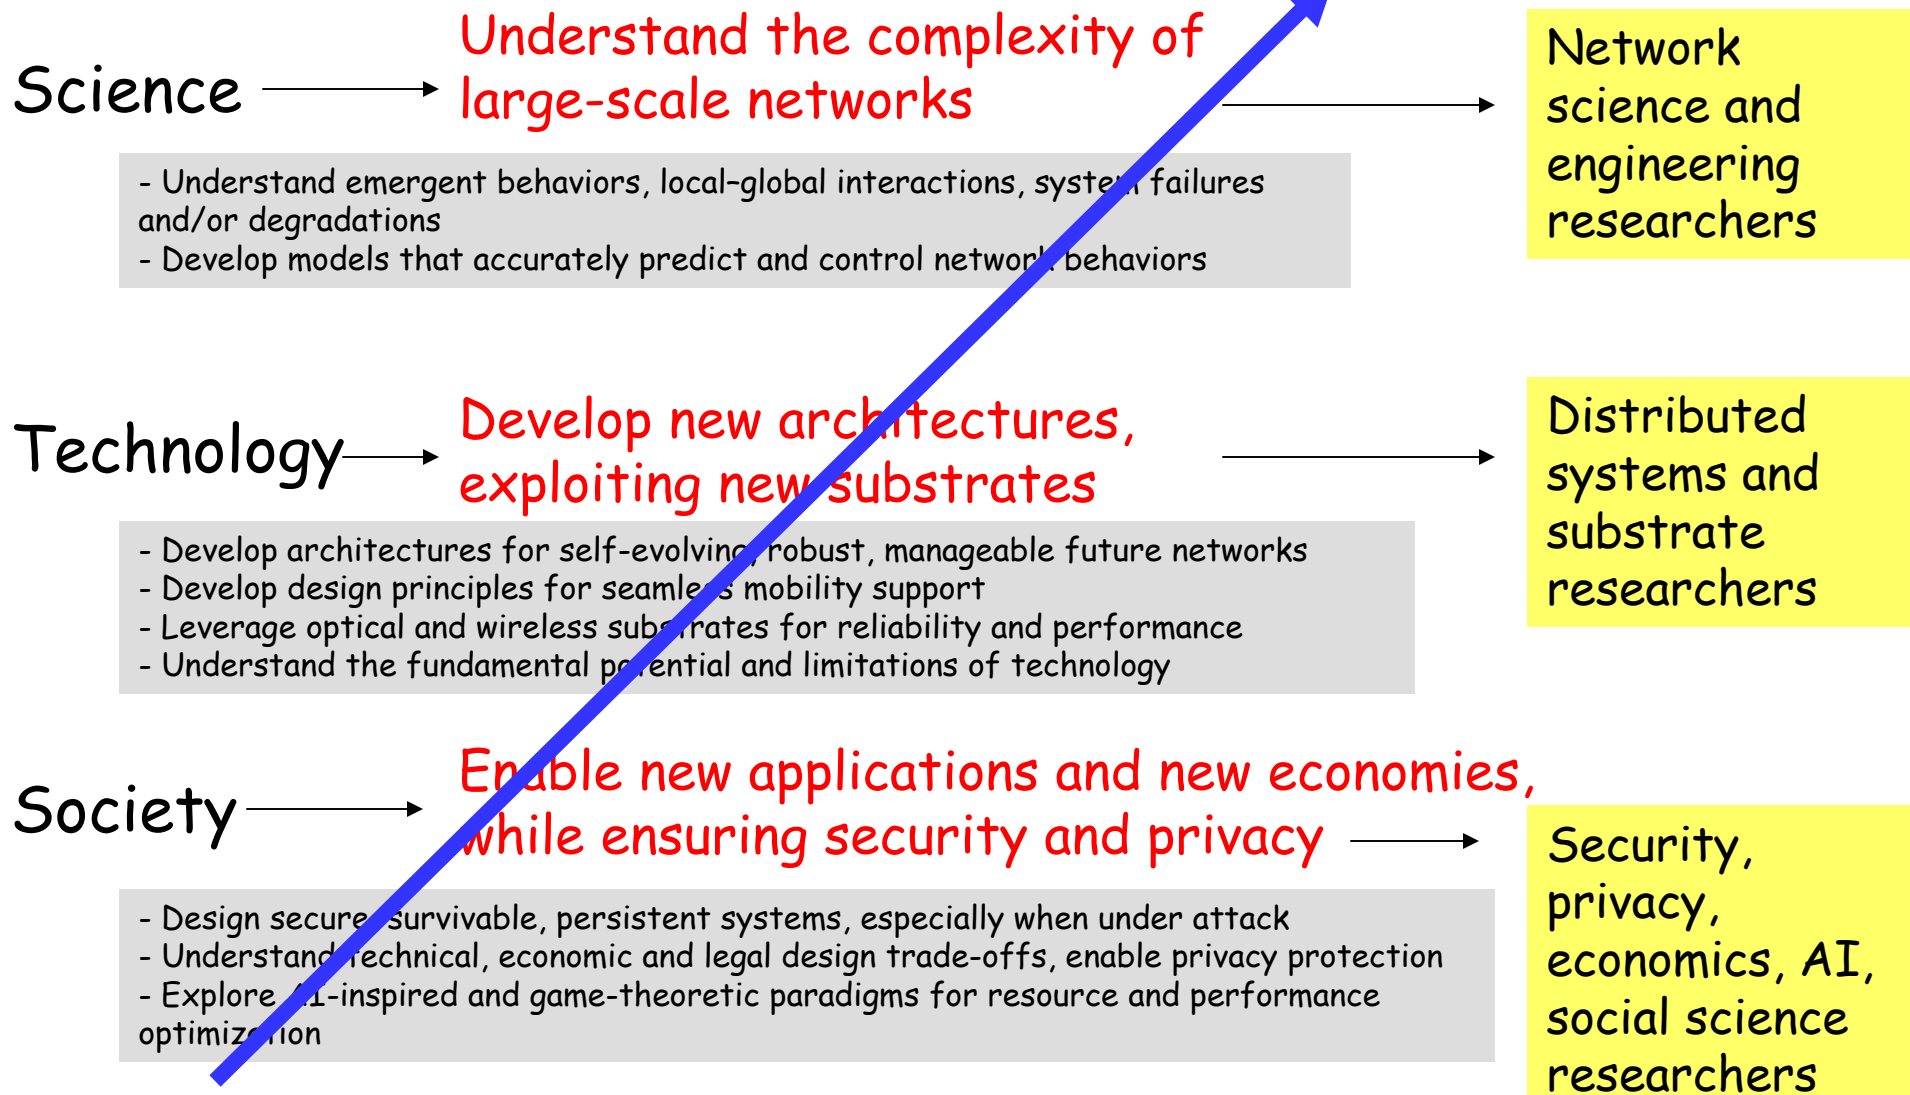 Science
Understand the complexity of
large-scale networks
Network
science and
engineering
researchers
- Understand emergent behaviors, local–global interactions, system failures
and/or degradations
- Develop models that accurately predict and control network behaviors
Technology
Develop new architectures,
exploiting new substrates
Distributed
systems and
substrate
researchers
- Develop architectures for self-evolving, robust, manageable future networks
- Develop design principles for seamless mobility support
- Leverage optical and wireless substrates for reliability and performance
- Understand the fundamental potential and limitations of technology
Society
Enable new applications and new economies,
while ensuring security and privacy
Security,
privacy,
economics, AI,
social science
researchers
- Design secure, survivable, persistent systems, especially when under attack
- Understand technical, economic and legal design trade-offs, enable privacy protection
- Explore AI-inspired and game-theoretic paradigms for resource and performance
optimization